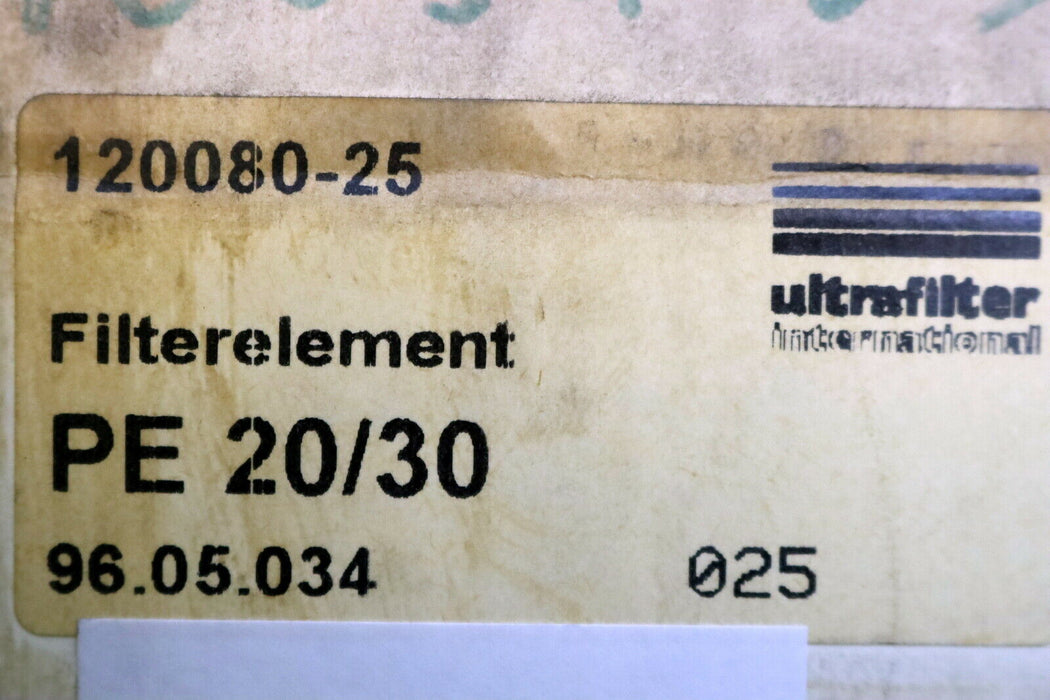 120080-25
ultrafilter
international
Filterelement
PE 20/30
96.05.034
025